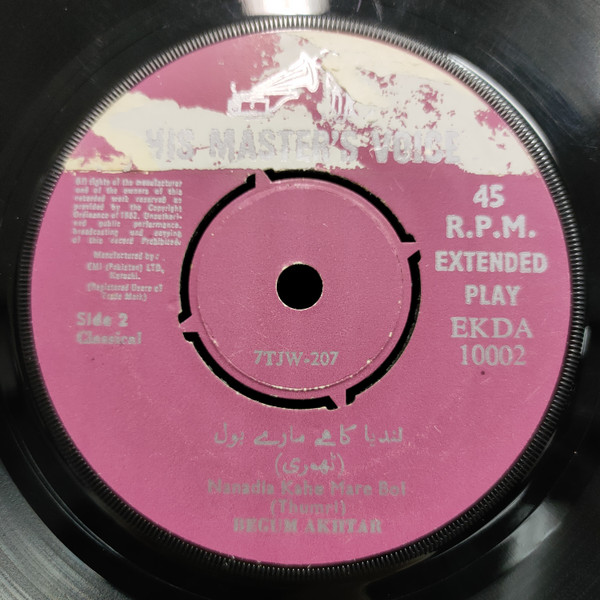 HIS MASTER'S VOICE
All rights of the manufacturer
and of the owners of this
recorded work reserved as
provided by the Copyright
Ordinance of 1962. Unauthori-
sed public performance,
broadcasting and copying
of this record Prohibited.
Manufactured by:
EMI (Pakistan) LTD,
Karachi.
(Registered Users of
Trade Mark)
Side 2
Classical
45
R.P.M.
EXTENDED
PLAY
EKDA
10002
7TJW-207
نندیا کاہے مارے بول
(ٹھمری)
Nanadia Kahe Mare Bol
(Thumri)
BEGUM AKHTAR